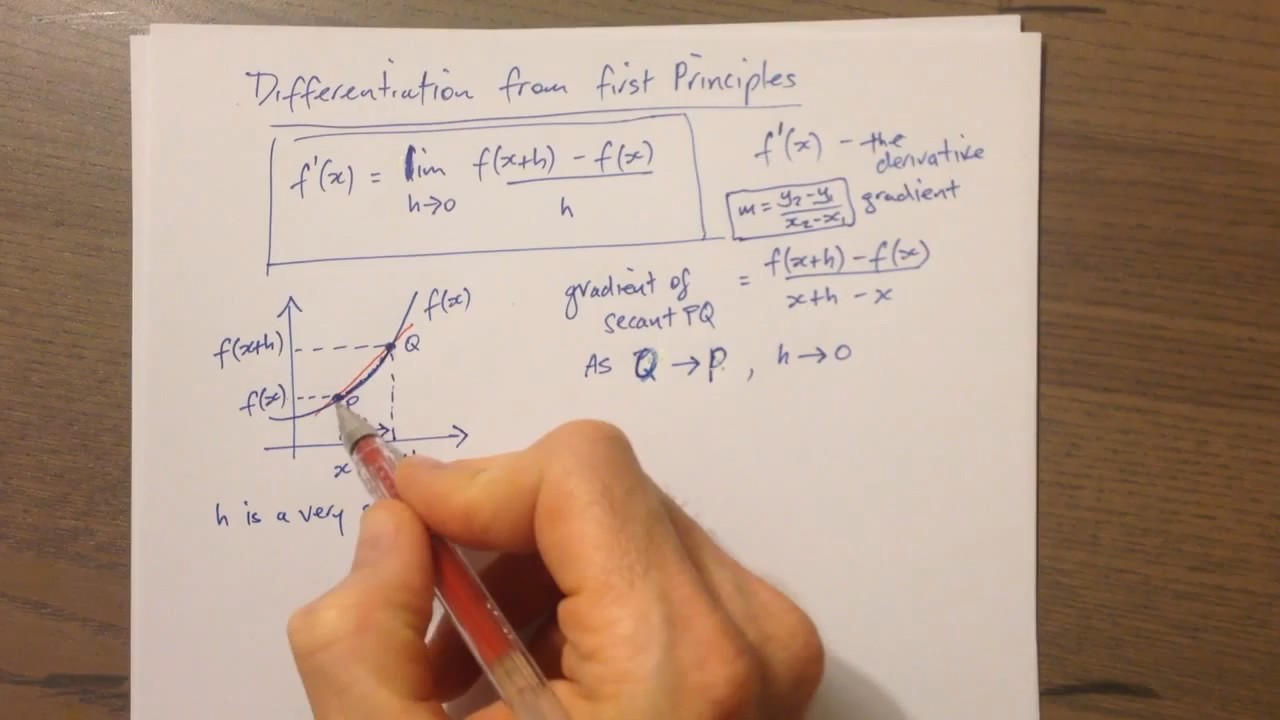 Differentiation from first Principles
f'(x) = lim f(x+h) - f(x)
h→0 h
f'(x) - the
derivative
gradient
m = y₂-y₁
x₂-x₁
gradient of
secant PQ
= f(x+h) - f(x)
x+h - x
As Q → P, h → 0
f(x)
f(x+h)
Q
f(x)
x
h is a very